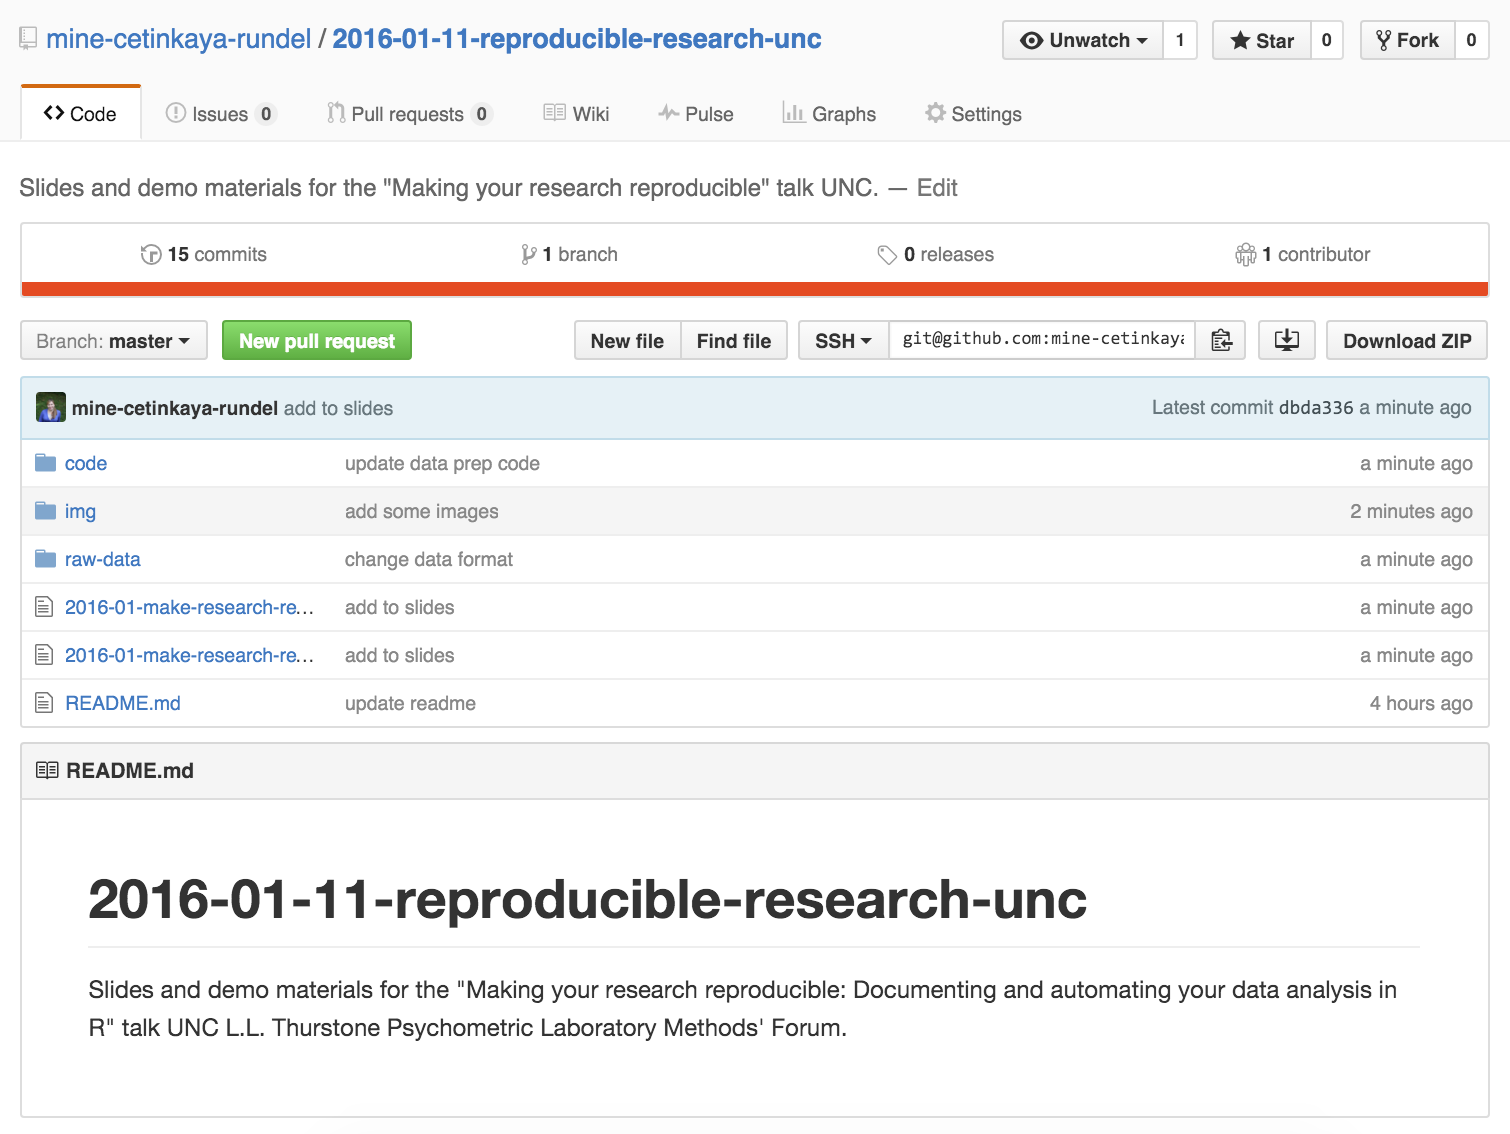 mine-cetinkaya-rundel / 2016-01-11-reproducible-research-unc
Unwatch 1 Star 0 Fork 0
Code Issues 0 Pull requests 0 Wiki Pulse Graphs Settings
Slides and demo materials for the "Making your research reproducible" talk UNC. — Edit
15 commits 1 branch 0 releases 1 contributor
Branch: master New pull request New file Find file SSH git@github.com:mine-cetinkaya Download ZIP
mine-cetinkaya-rundel add to slides Latest commit dbda336 a minute ago
code update data prep code a minute ago
img add some images 2 minutes ago
raw-data change data format a minute ago
2016-01-make-research-re… add to slides a minute ago
2016-01-make-research-re… add to slides a minute ago
README.md update readme 4 hours ago
README.md
2016-01-11-reproducible-research-unc
Slides and demo materials for the "Making your research reproducible: Documenting and automating your data analysis in
R" talk UNC L.L. Thurstone Psychometric Laboratory Methods' Forum.